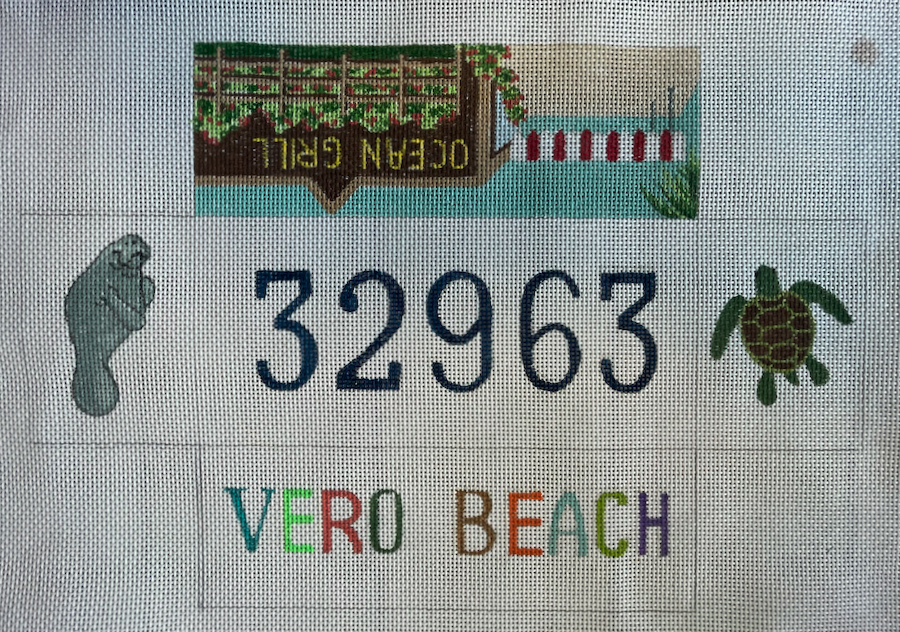 OCEAN GRILL
32963
VERO BEACH